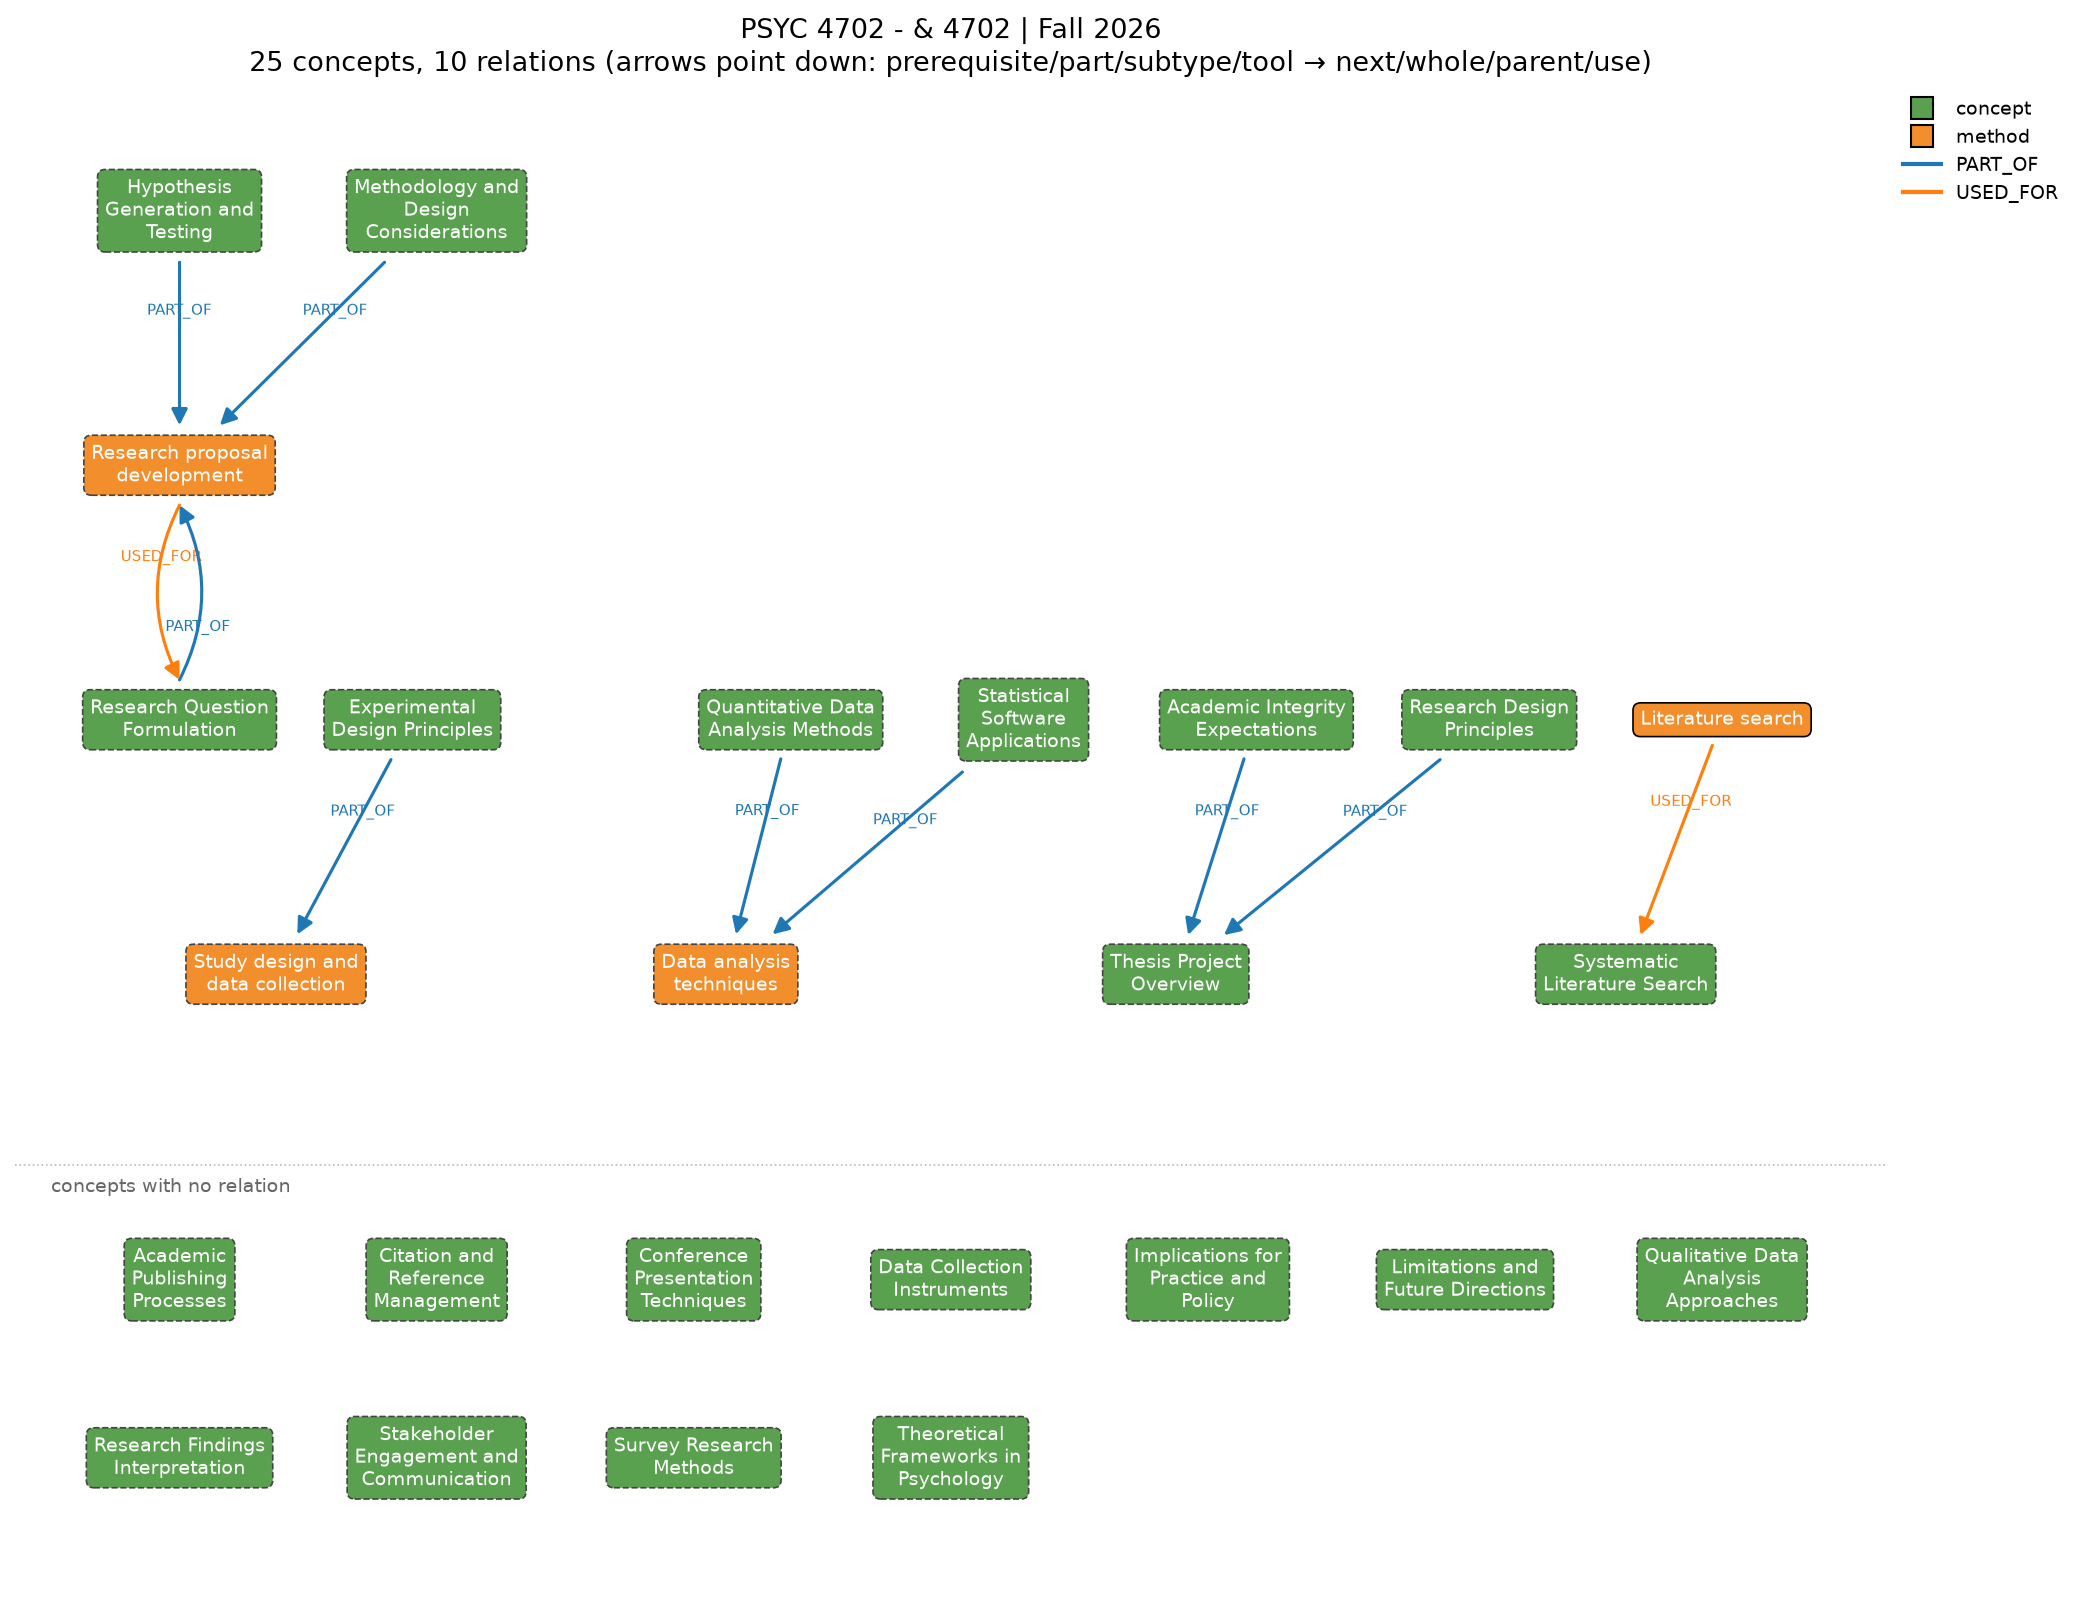 PSYC 4702 - & 4702 | Fall 2026
25 concepts, 10 relations (arrows point down: prerequisite/part/subtype/tool → next/whole/parent/use)
concept
method
PART_OF
USED_FOR
Hypothesis
Generation and
Testing
Methodology and
Design
Considerations
PART_OF
PART_OF
Research proposal
development
USED_FOR
PART_OF
Research Question
Formulation
Experimental
Design Principles
Quantitative Data
Analysis Methods
Statistical
Software
Applications
Academic Integrity
Expectations
Research Design
Principles
Literature search
PART_OF
PART_OF
PART_OF
PART_OF
PART_OF
USED_FOR
Study design and
data collection
Data analysis
techniques
Thesis Project
Overview
Systematic
Literature Search
concepts with no relation
Academic
Publishing
Processes
Citation and
Reference
Management
Conference
Presentation
Techniques
Data Collection
Instruments
Implications for
Practice and
Policy
Limitations and
Future Directions
Qualitative Data
Analysis
Approaches
Research Findings
Interpretation
Stakeholder
Engagement and
Communication
Survey Research
Methods
Theoretical
Frameworks in
Psychology